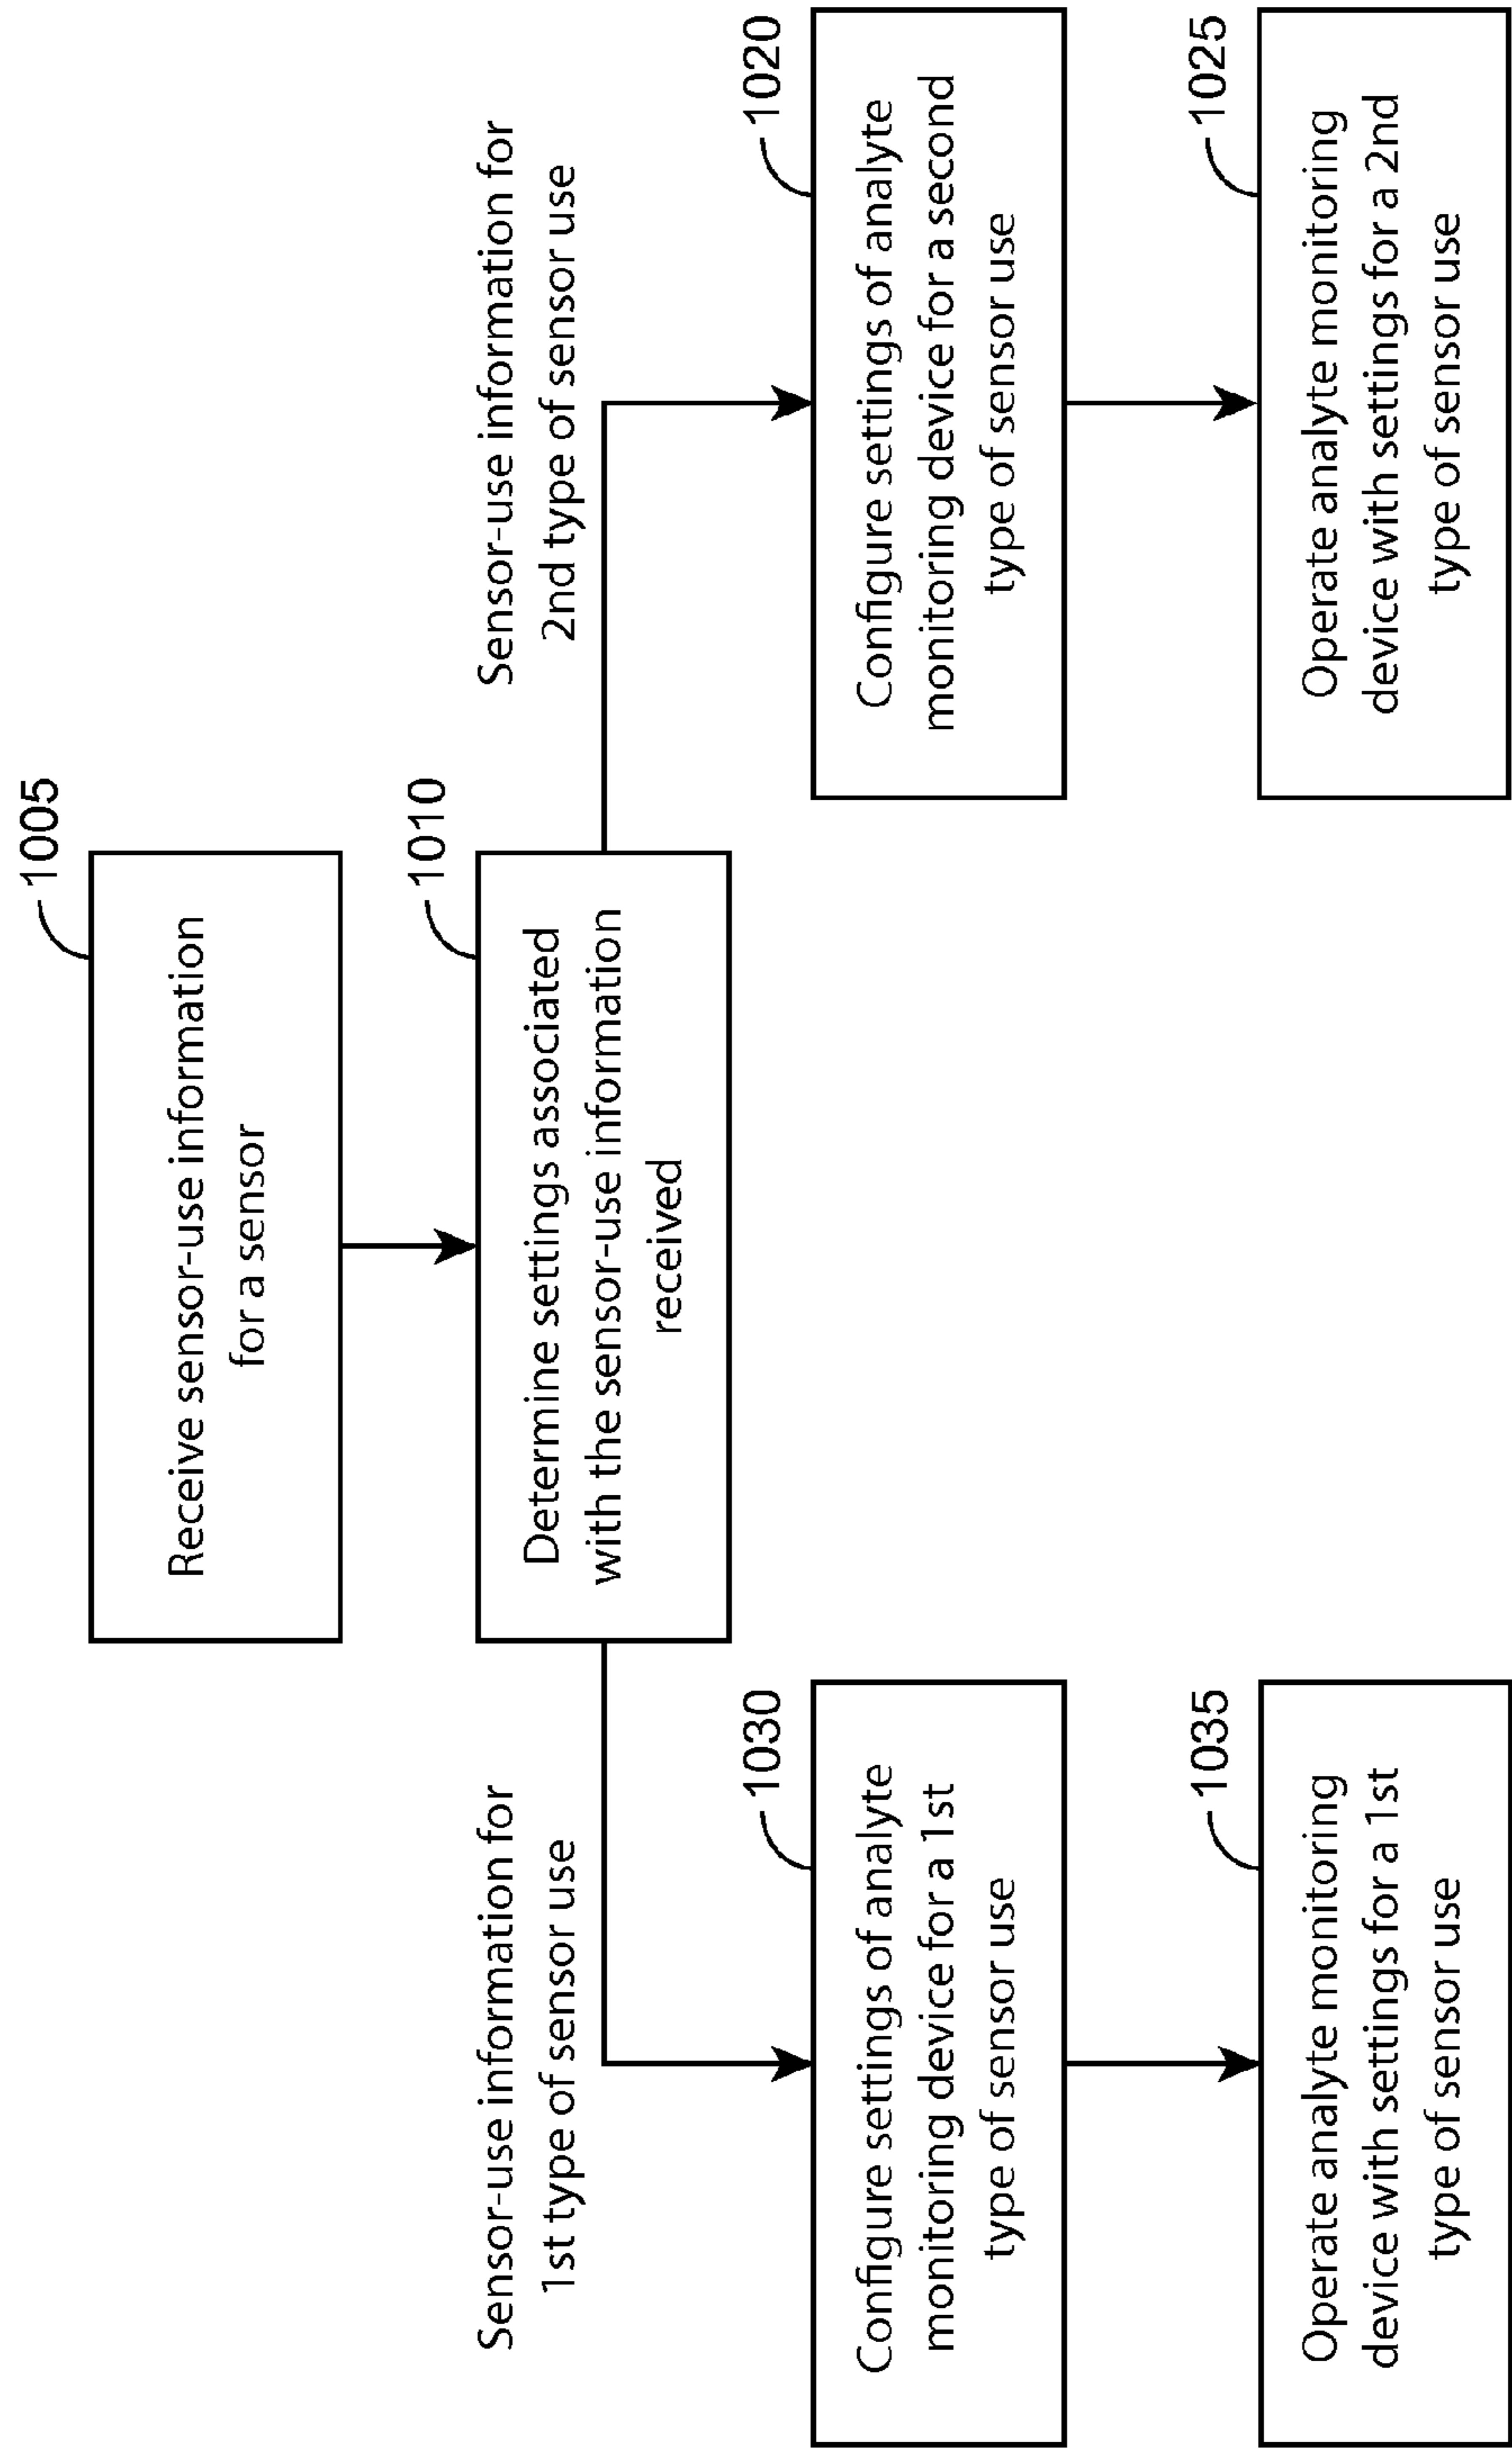 1005
Receive sensor-use information
for a sensor
1010
Determine settings associated
with the sensor-use information
received
Sensor-use information for
1st type of sensor use
Sensor-use information for
2nd type of sensor use
1030
Configure settings of analyte
monitoring device for a 1st
type of sensor use
1020
Configure settings of analyte
monitoring device for a second
type of sensor use
1035
Operate analyte monitoring
device with settings for a 1st
type of sensor use
1025
Operate analyte monitoring
device with settings for a 2nd
type of sensor use